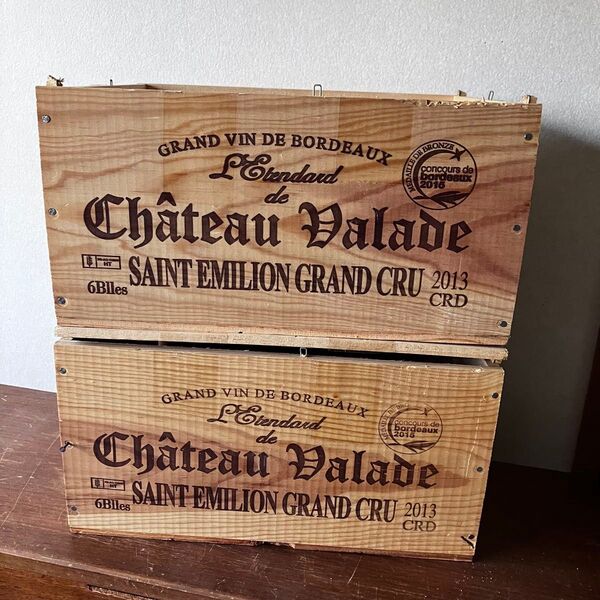 GRAND VIN DE BORDEAUX
L'Etendard
de
Château Valade
SAINT EMILION GRAND CRU 2013
6Blles
CRD
HT
MEDAILLE DE BRONZE
concours de
bordeaux
2015
GRAND VIN DE BORDEAUX
L'Etendard
de
Château Valade
SAINT EMILION GRAND CRU 2013
6Blles
CRD
HT
concours de
bordeaux
2015